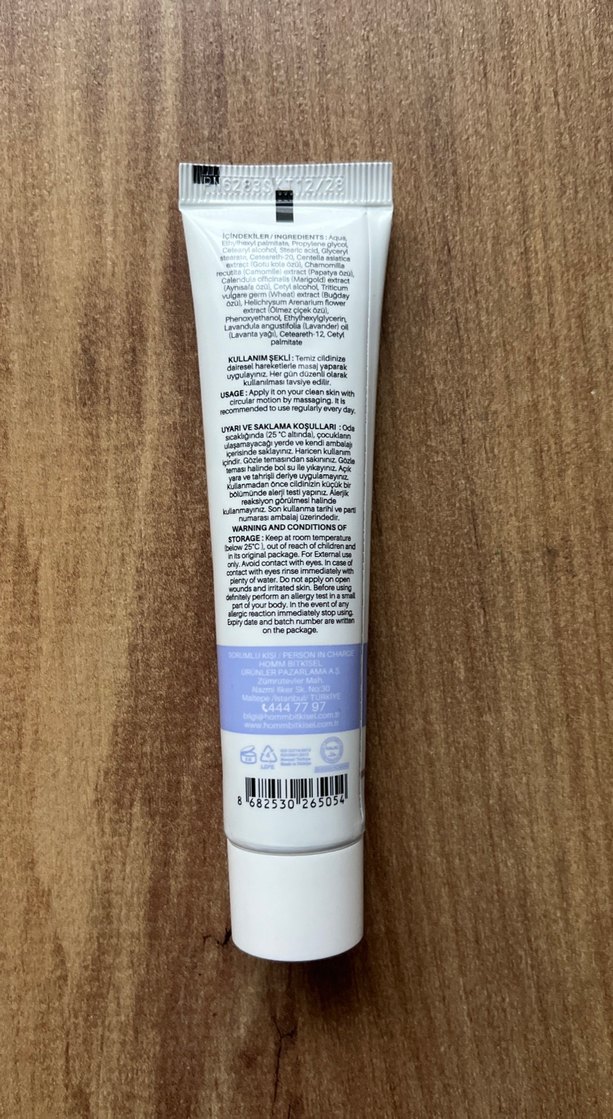 6283 SKT12/28
İÇİNDEKİLER / INGREDIENTS : Aqua,
Ethylhexyl palmitate, Propylene glycol,
Cetearyl alcohol, Stearic acid, Glyceryl
stearate, Ceteareth-20, Centella asiatica
extract (Gotu kola özü), Chamomilla
recutita (Camomile) extract (Papatya özü),
Calendula officinalis (Marigold) extract
(Aynısafa özü), Cetyl alcohol, Triticum
vulgare germ (Wheat) extract (Buğday
özü), Helichrysum Arenarium flower
extract (Ölmez çiçek özü),
Phenoxyethanol, Ethylhexylglycerin,
Lavandula angustifolia (Lavander) oil
(Lavanta yağı), Ceteareth-12, Cetyl
palmitate
KULLANIM ŞEKLİ : Temiz cildinize
dairesel hareketlerle masaj yaparak
uygulayınız. Her gün düzenli olarak
kullanılması tavsiye edilir.
USAGE : Apply it on your clean skin with
circular motion by massaging. It is
recommended to use regularly every day.
UYARI VE SAKLAMA KOŞULLARI : Oda
sıcaklığında (25 °C altında), çocukların
ulaşamayacağı yerde ve kendi ambalajı
içerisinde saklayınız. Haricen kullanım
içindir. Gözle temasından sakınınız. Gözle
teması halinde bol su ile yıkayınız. Açık
yara ve tahrişli deriye uygulamayınız.
Kullanmadan önce cildinizin küçük bir
bölümünde alerji testi yapınız. Alerjik
reaksiyon görülmesi halinde
kullanmayınız. Son kullanma tarihi ve parti
numarası ambalaj üzerindedir.
WARNING AND CONDITIONS OF
STORAGE : Keep at room temperature
(below 25°C ), out of reach of children and
in its original package. For External use
only. Avoid contact with eyes. In case of
contact with eyes rinse immediately with
plenty of water. Do not apply on open
wounds and irritated skin. Before using
definitely perform an allergy test in a small
part of your body. In the event of any
allergic reaction immediately stop using.
Expiry date and batch number are written
on the package.
SORUMLU KİŞİ / PERSON IN CHARGE
HOMM BİTKİSEL
ÜRÜNLER PAZARLAMA A.Ş.
Zümrütevler Mah.
Nazmi İlker Sk. No:30
Maltepe /İstanbul/ TÜRKİYE
444 77 97
bilgi@hommbitkisel.com.tr
www.hommbitkisel.com.tr
4
LDPE
8 682530 265054